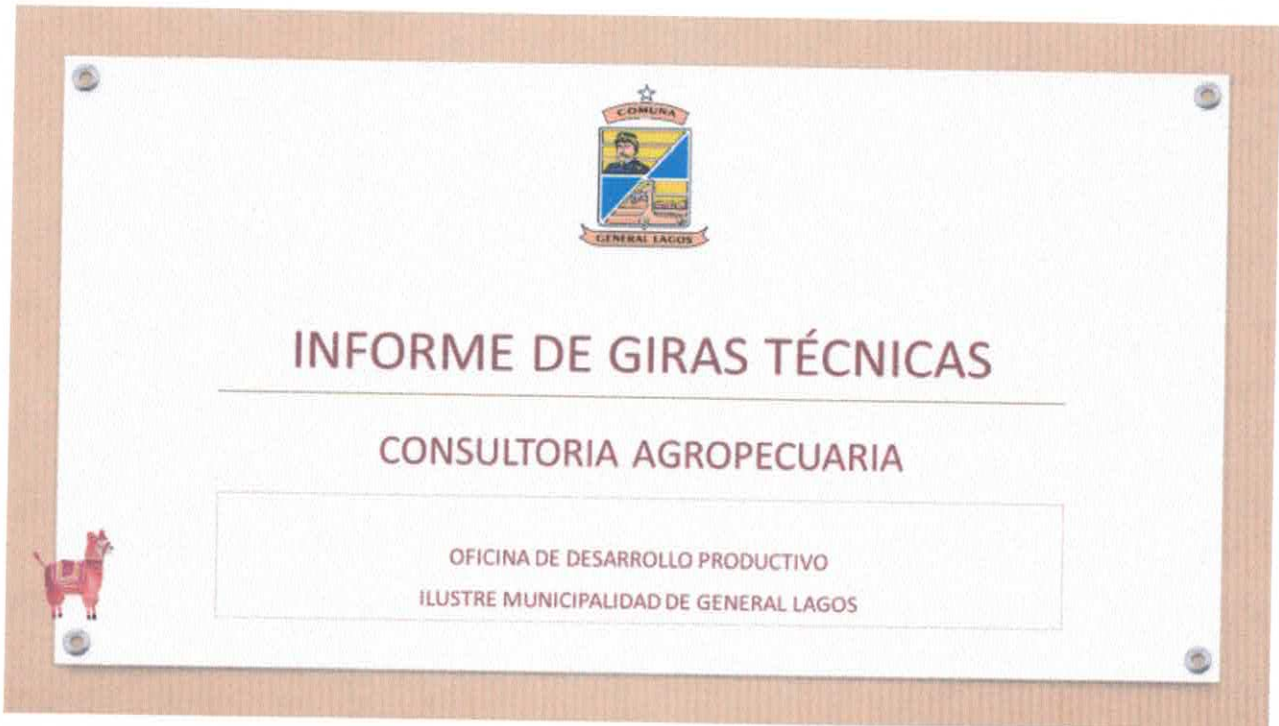 COMUNA
GENERAL LAGOS
INFORME DE GIRAS TÉCNICAS
CONSULTORIA AGROPECUARIA
OFICINA DE DESARROLLO PRODUCTIVO
ILUSTRE MUNICIPALIDAD DE GENERAL LAGOS